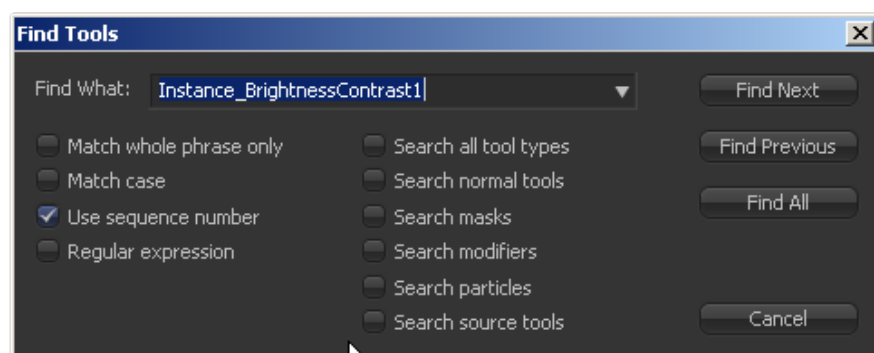 Find Tools
Find What: Instance_BrightnessContrast1 Find Next
Match whole phrase only Search all tool types Find Previous
Match case Search normal tools
Use sequence number Search masks Find All
Regular expression Search modifiers
Search particles
Search source tools Cancel